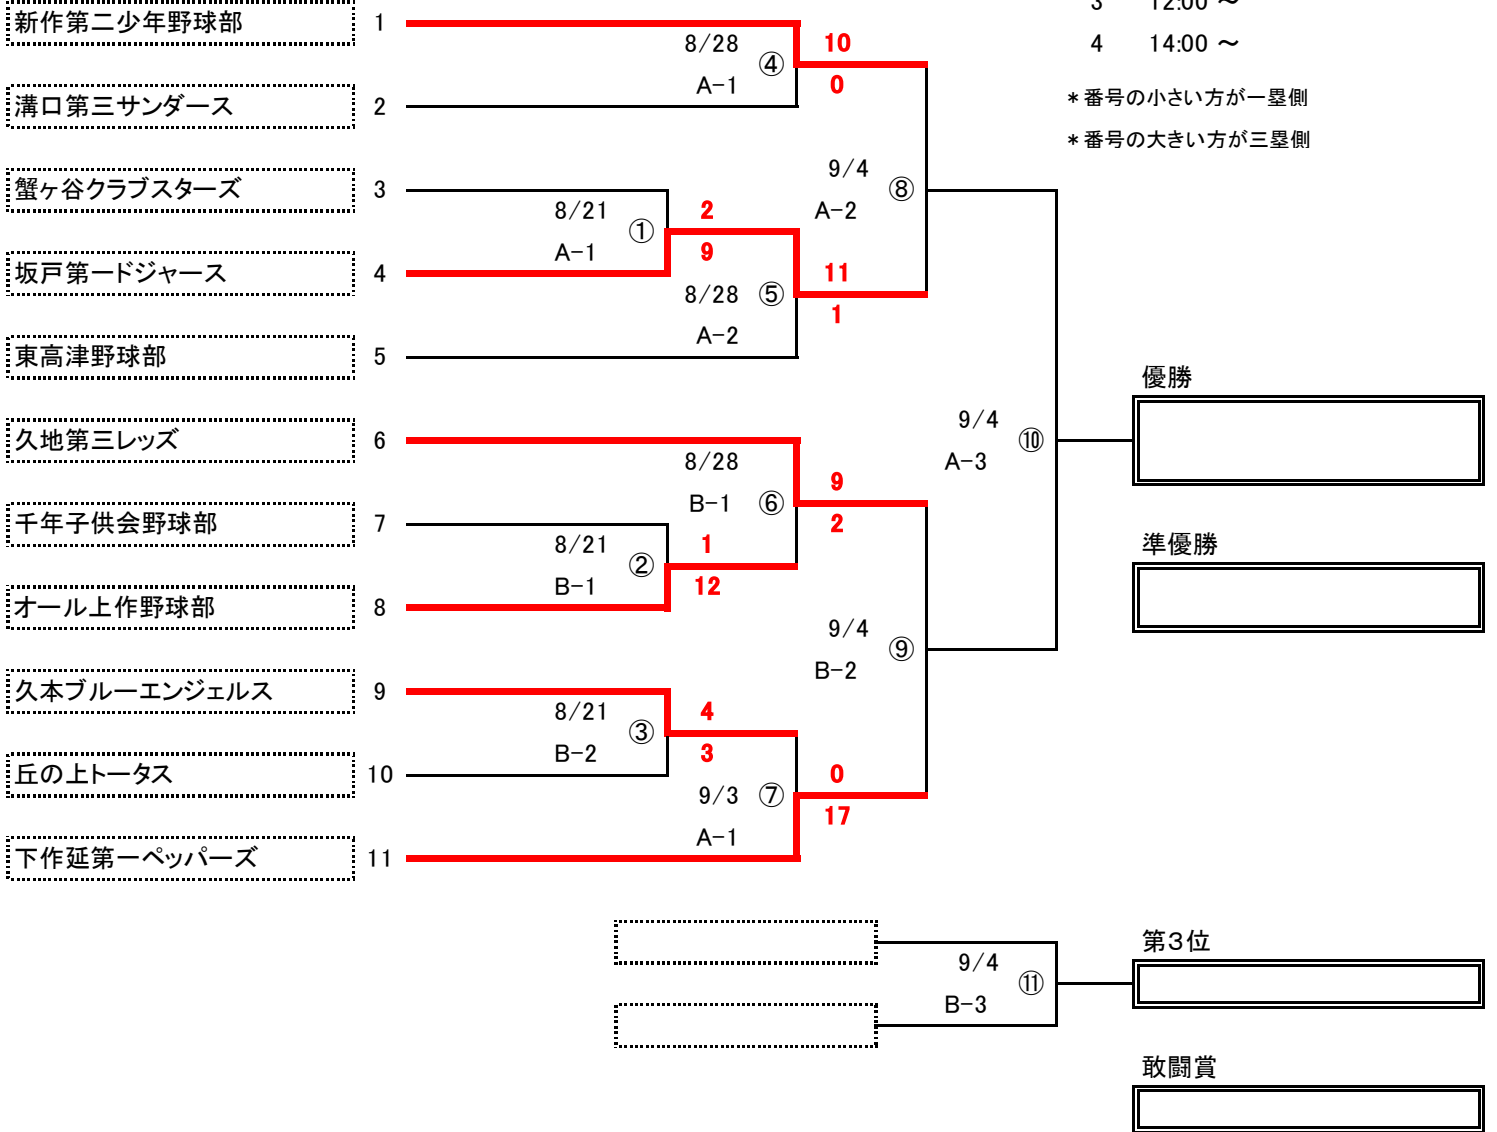 3 12:00 ～
新作第二少年野球部 1
8/28 ④ 10
4 14:00 ～
A-1 0
溝口第三サンダース 2
＊番号の小さい方が一塁側
＊番号の大きい方が三塁側
9/4 ⑧
蟹ヶ谷クラブスターズ 3
8/21 ① 2
A-2
A-1 9
坂戸第一ドジャース 4
11
8/28 ⑤
1
A-2
東高津野球部 5
優勝
9/4 ⑩
久地第三レッズ 6
8/28
A-3
9
B-1 ⑥
千年子供会野球部 7
2
8/21 ② 1
準優勝
B-1 12
オール上作野球部 8
9/4 ⑨
B-2
久本ブルーエンジェルス 9
8/21 ③ 4
B-2 3
丘の上トータス 10
0
9/3 ⑦
17
A-1
下作延第一ペッパーズ 11
第3位
9/4 ⑪
B-3
敢闘賞